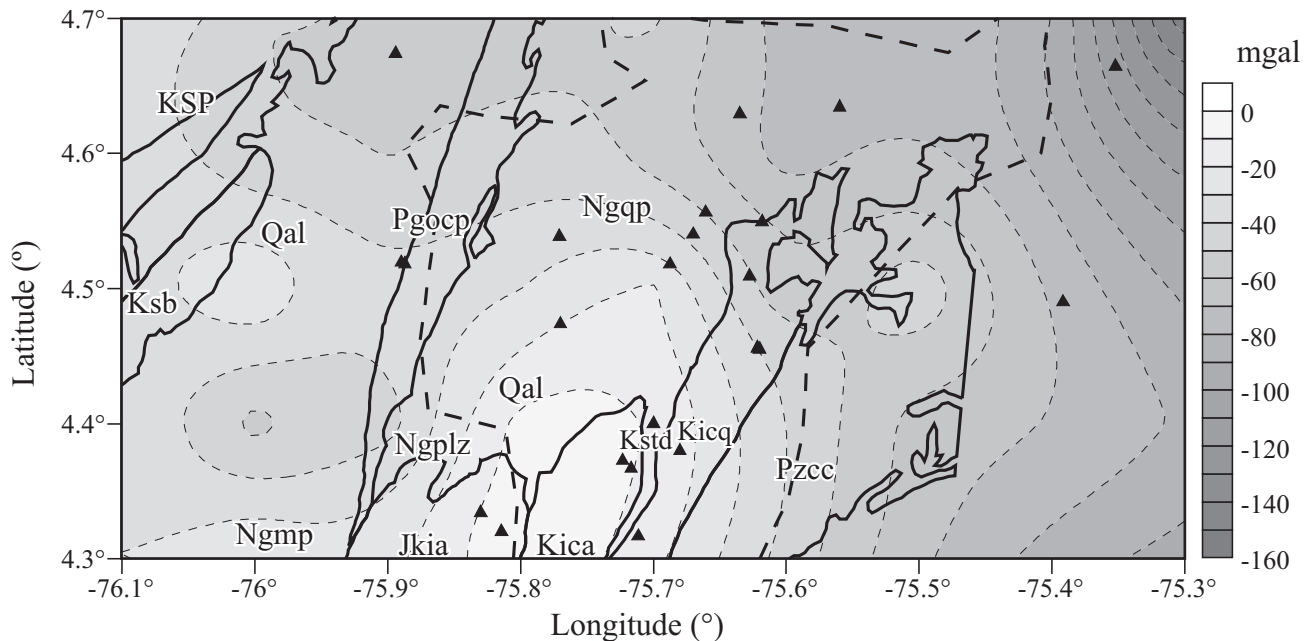 4.7°
4.6°
4.5°
4.4°
4.3°
Latitude (º)
KSP
Qal
Ksb
Pgocp
Ngqp
Qal
Ngplz
Kstd
Kicq
Pzcc
Ngmp
Jkia
Kica
-76.1°
-76°
-75.9°
-75.8°
-75.7°
-75.6°
-75.5°
-75.4°
-75.3°
Longitude (°)
mgal
0
-20
-40
-60
-80
-100
-120
-140
-160